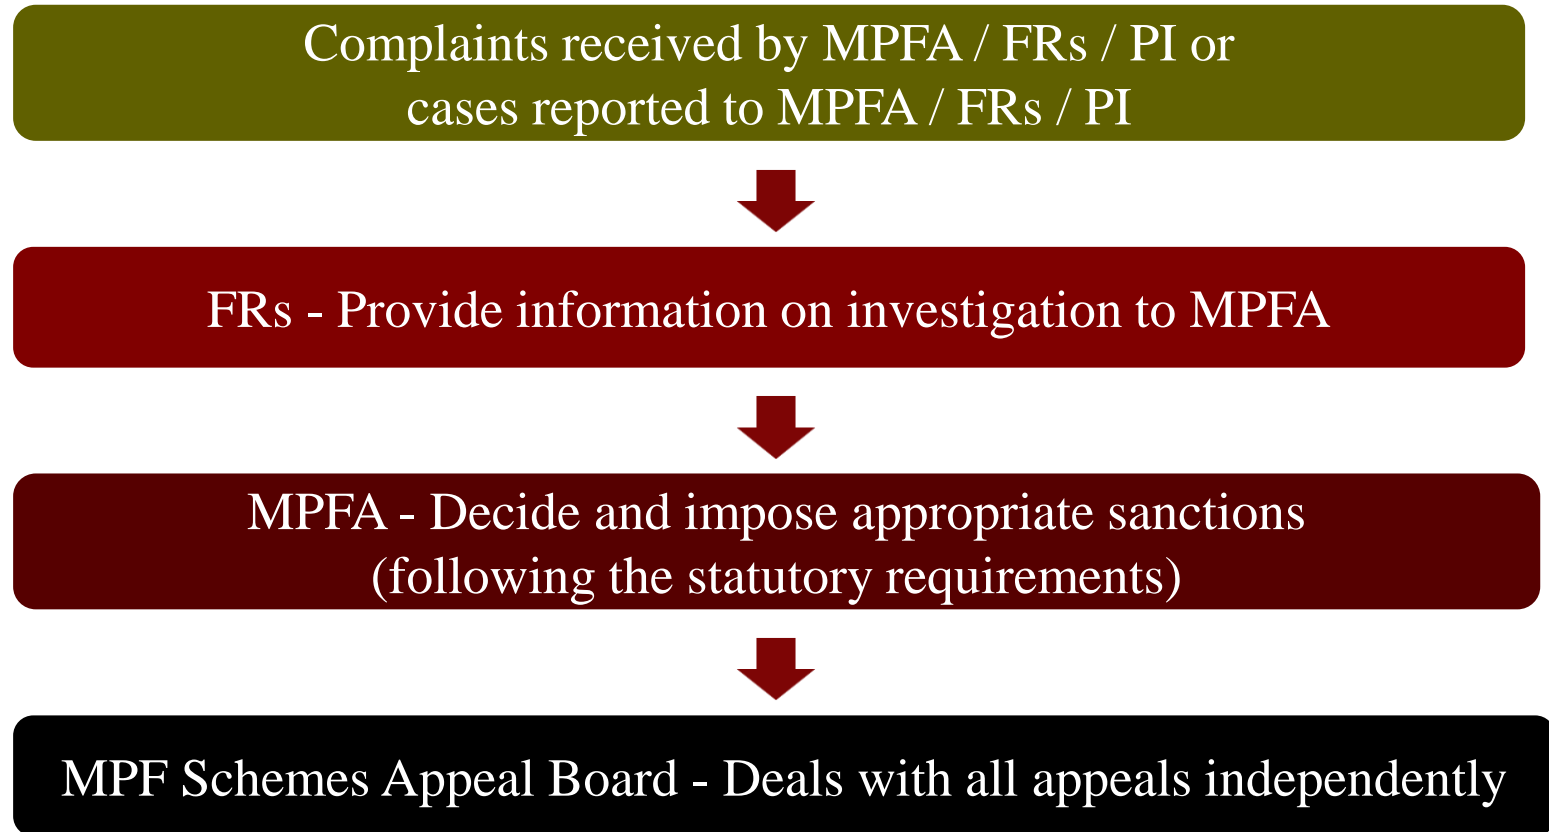 Complaints received by MPFA / FRs / PI or
cases reported to MPFA / FRs / PI
FRs - Provide information on investigation to MPFA
MPFA - Decide and impose appropriate sanctions
(following the statutory requirements)
MPF Schemes Appeal Board - Deals with all appeals independently